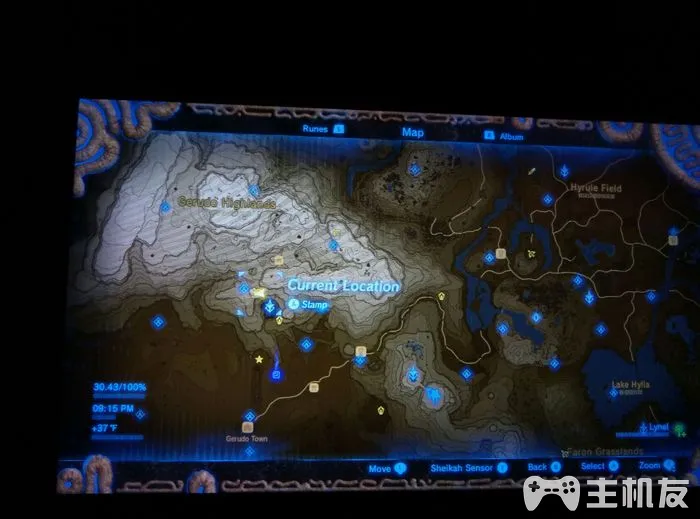 Runes
Map
Album
Gerudo Highlands
Hyrule Field
Current Location
Stamp
30.43/100%
09:15 PM
+37 °F
Gerudo Town
Lake Hylia
Lynel
Faron Grasslands
Move
Sheikah Sensor
Back
Select
Zoom
主机友